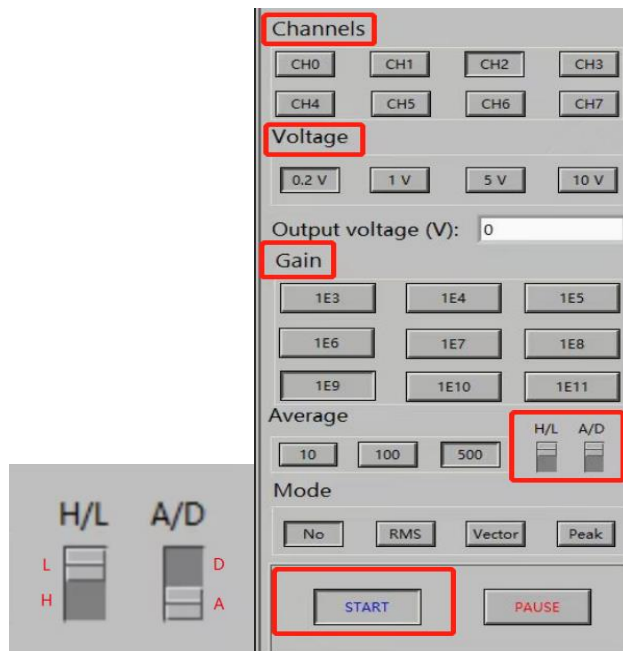 Channels
CH0 CH1 CH2 CH3
CH4 CH5 CH6 CH7
Voltage
0.2 V 1 V 5 V 10 V
Output voltage (V): 0
Gain
1E3 1E4 1E5
1E6 1E7 1E8
1E9 1E10 1E11
Average
H/L A/D
10 100 500
Mode
No RMS Vector Peak
START PAUSE
H/L A/D
L D
H A